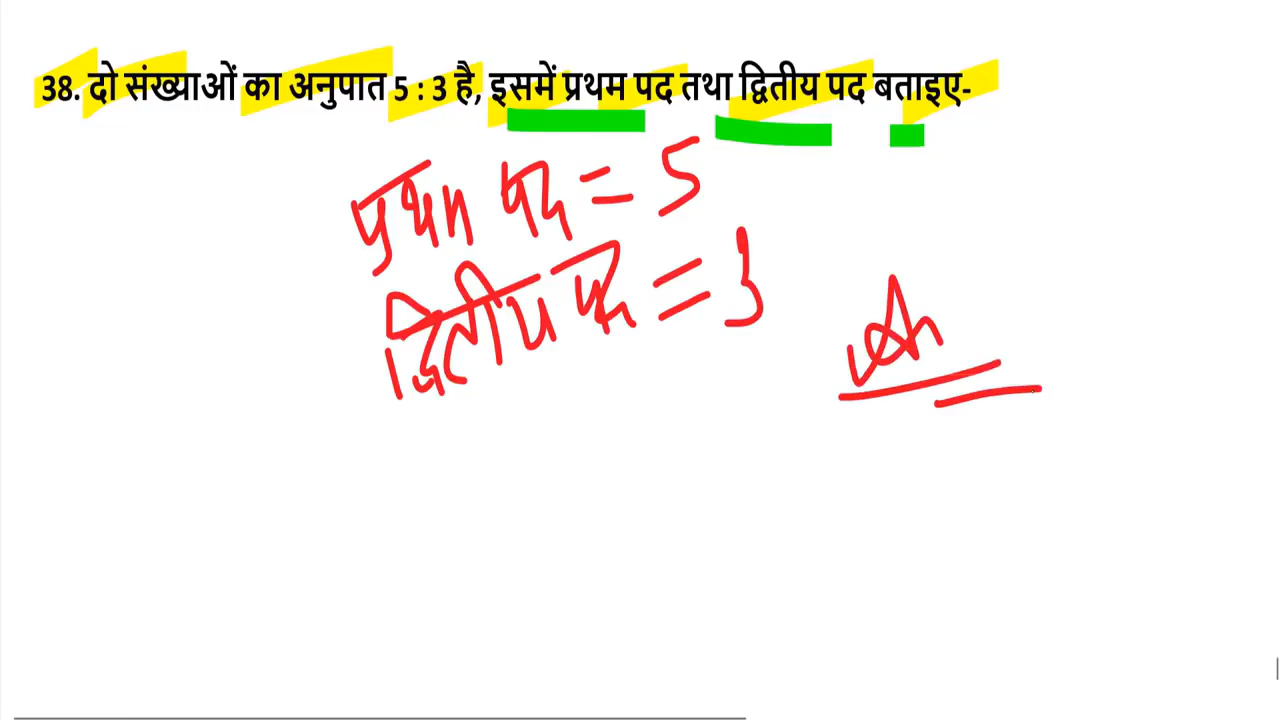 38. दो संख्याओं का अनुपात 5 : 3 है, इसमें प्रथम पद तथा द्वितीय पद बताइए-
प्रथम पद = 5
द्वितीय पद = 3